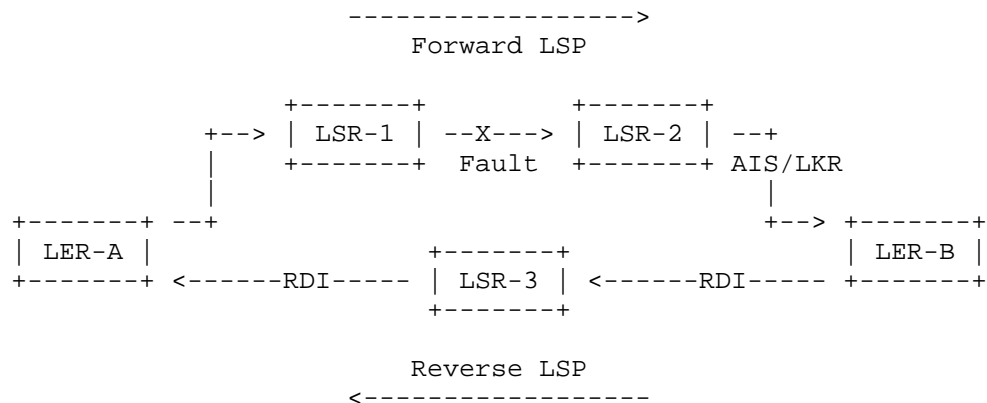 ------------------->
Forward LSP
+-------+ +-------+
+--> | LSR-1 | --X---> | LSR-2 | --+
| +-------+ Fault +-------+ AIS/LKR
| |
+-------+ --+ +--> +-------+
| LER-A | +-------+ | LER-B |
+-------+ <------RDI----- | LSR-3 | <------RDI----- +-------+
+-------+
Reverse LSP
<-------------------